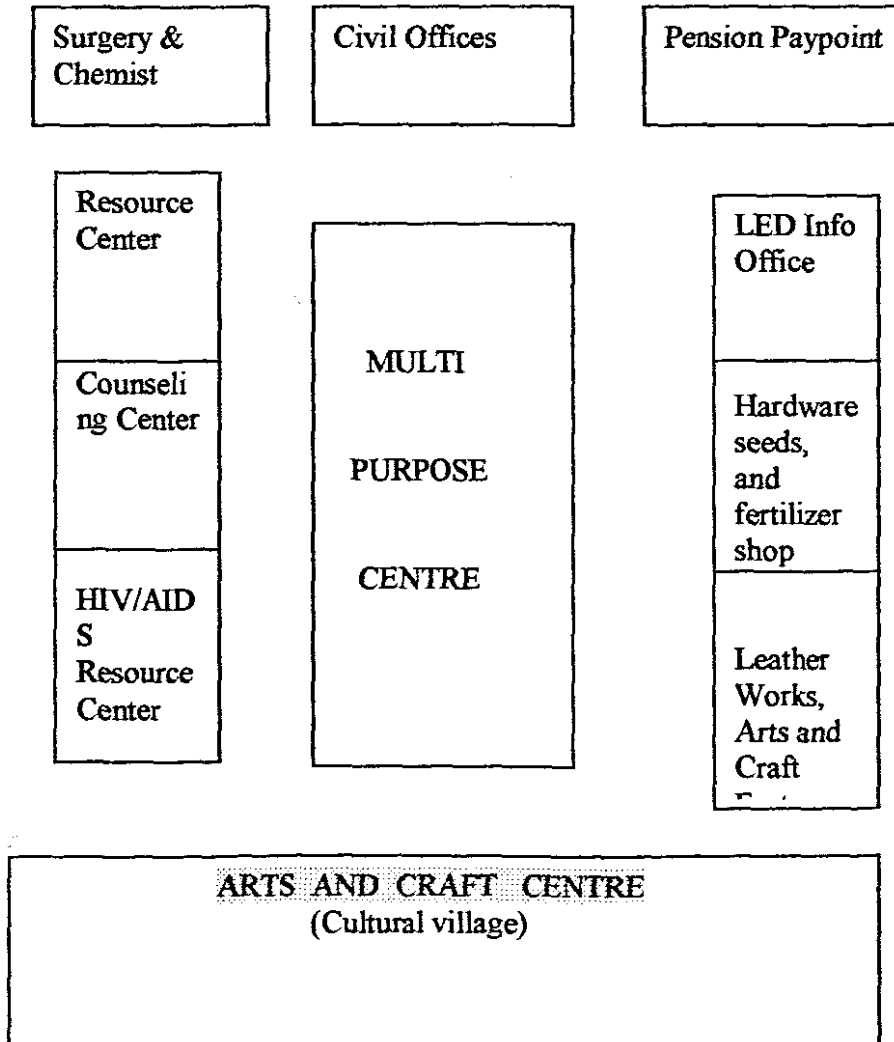 Surgery &
Chemist
Civil Offices
Pension Paypoint
Resource
Center
Counseli
ng Center
HIV/AID
S
Resource
Center
MULTI
PURPOSE
CENTRE
LED Info
Office
Hardware
seeds,
and
fertilizer
shop
Leather
Works,
Arts and
Craft
ARTS AND CRAFT CENTRE
(Cultural village)